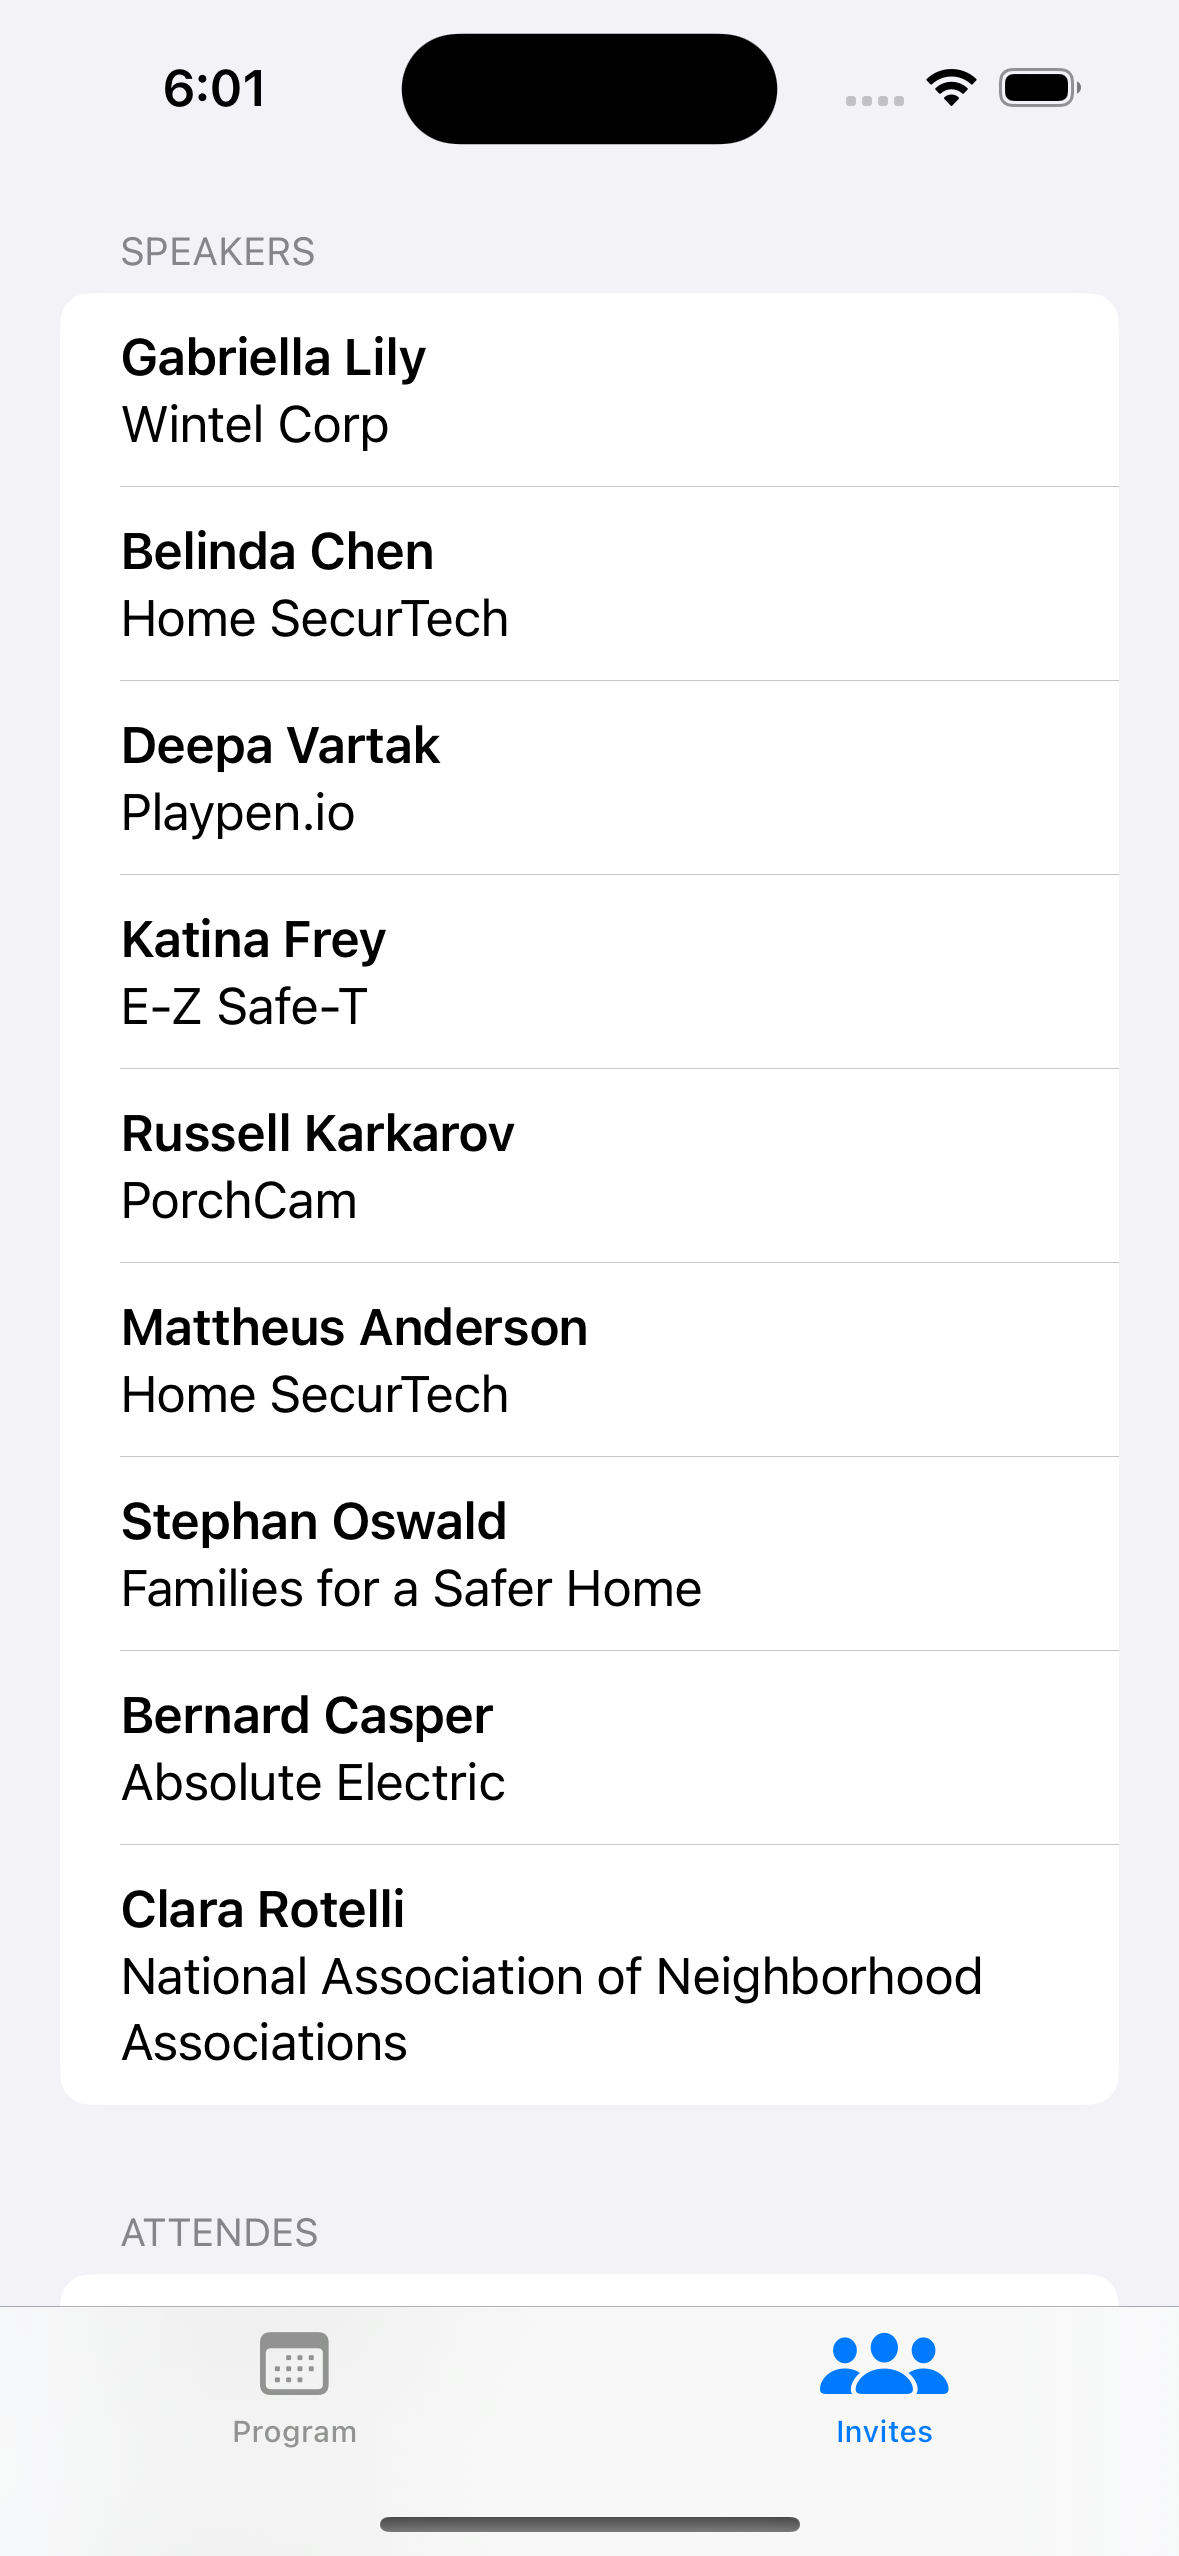 6:01
SPEAKERS
Gabriella Lily
Wintel Corp
Belinda Chen
Home SecurTech
Deepa Vartak
Playpen.io
Katina Frey
E-Z Safe-T
Russell Karkarov
PorchCam
Mattheus Anderson
Home SecurTech
Stephan Oswald
Families for a Safer Home
Bernard Casper
Absolute Electric
Clara Rotelli
National Association of Neighborhood
Associations
ATTENDES
Program
Invites